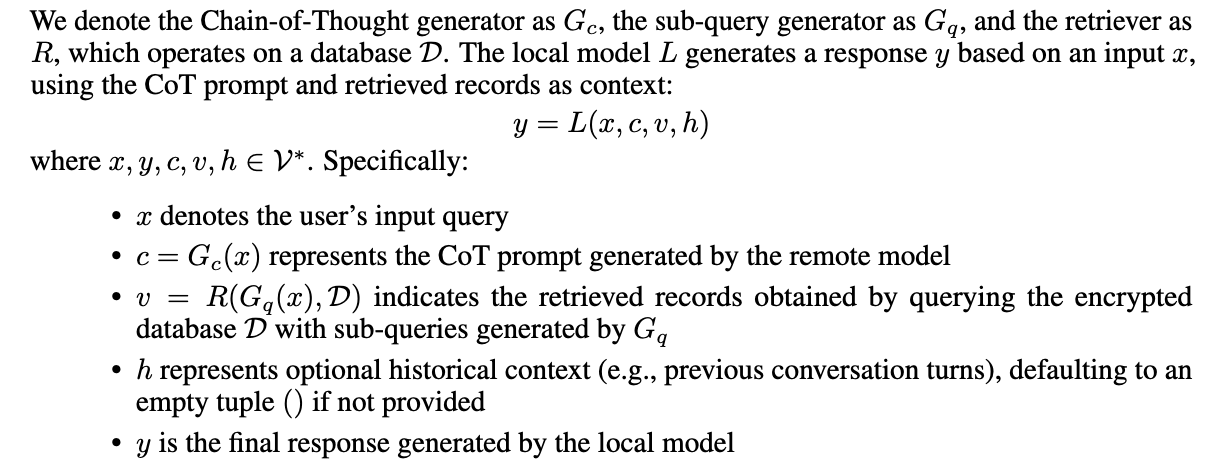 We denote the Chain-of-Thought generator as G_c, the sub-query generator as G_q, and the retriever as
R, which operates on a database 𝒟. The local model L generates a response y based on an input x,
using the CoT prompt and retrieved records as context:
y = L(x, c, v, h)
where x, y, c, v, h ∈ 𝒱*. Specifically:
• x denotes the user's input query
• c = G_c(x) represents the CoT prompt generated by the remote model
• v = R(G_q(x), 𝒟) indicates the retrieved records obtained by querying the encrypted
database 𝒟 with sub-queries generated by G_q
• h represents optional historical context (e.g., previous conversation turns), defaulting to an
empty tuple () if not provided
• y is the final response generated by the local model